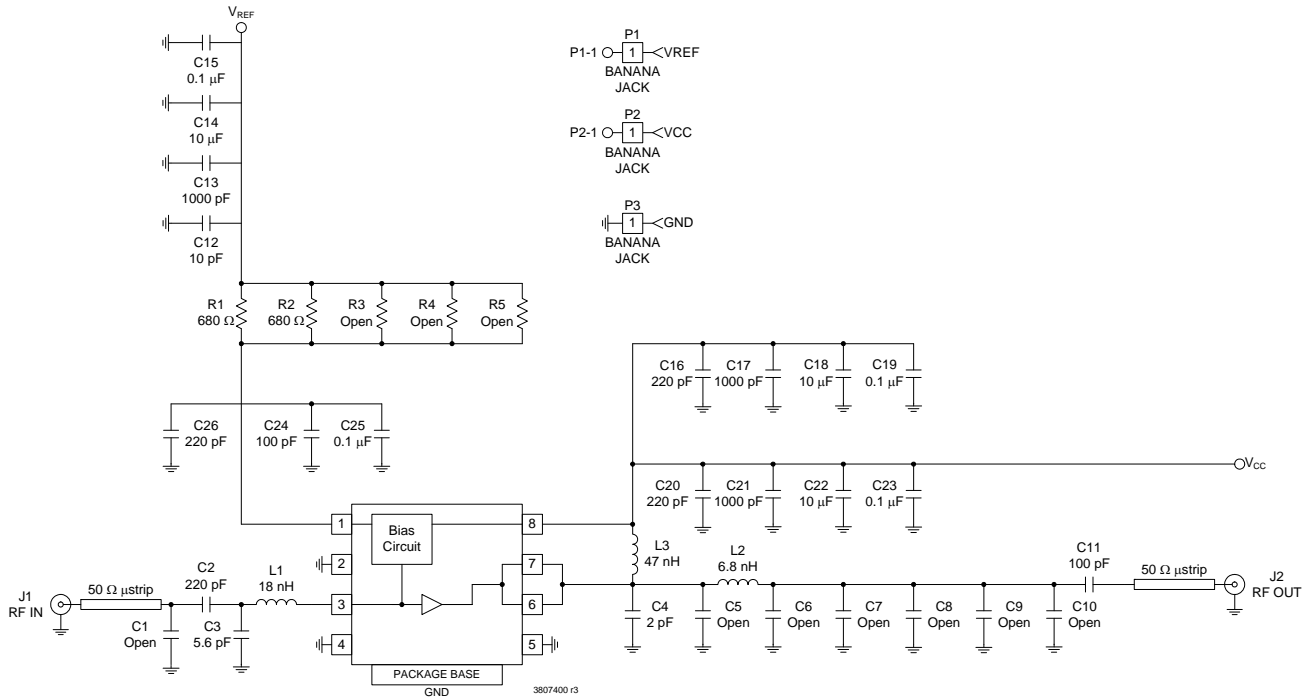 VREF
C15
0.1 μF
C14
10 μF
C13
1000 pF
C12
10 pF
P1
P1-1 1 VREF
BANANA
JACK
P2
P2-1 1 VCC
BANANA
JACK
P3
1 GND
BANANA
JACK
R1
680 Ω
R2
680 Ω
R3
Open
R4
Open
R5
Open
C16
220 pF
C17
1000 pF
C18
10 μF
C19
0.1 μF
C26
220 pF
C24
100 pF
C25
0.1 μF
VCC
C20
220 pF
C21
1000 pF
C22
10 μF
C23
0.1 μF
1
Bias
Circuit
8
2
7
3
6
4
5
PACKAGE BASE
GND
3807400 r3
J1
RF IN
50 Ω μstrip
C1
Open
C2
220 pF
C3
5.6 pF
L1
18 nH
L3
47 nH
L2
6.8 nH
C4
2 pF
C5
Open
C6
Open
C7
Open
C8
Open
C9
Open
C10
Open
C11
100 pF
50 Ω μstrip
J2
RF OUT